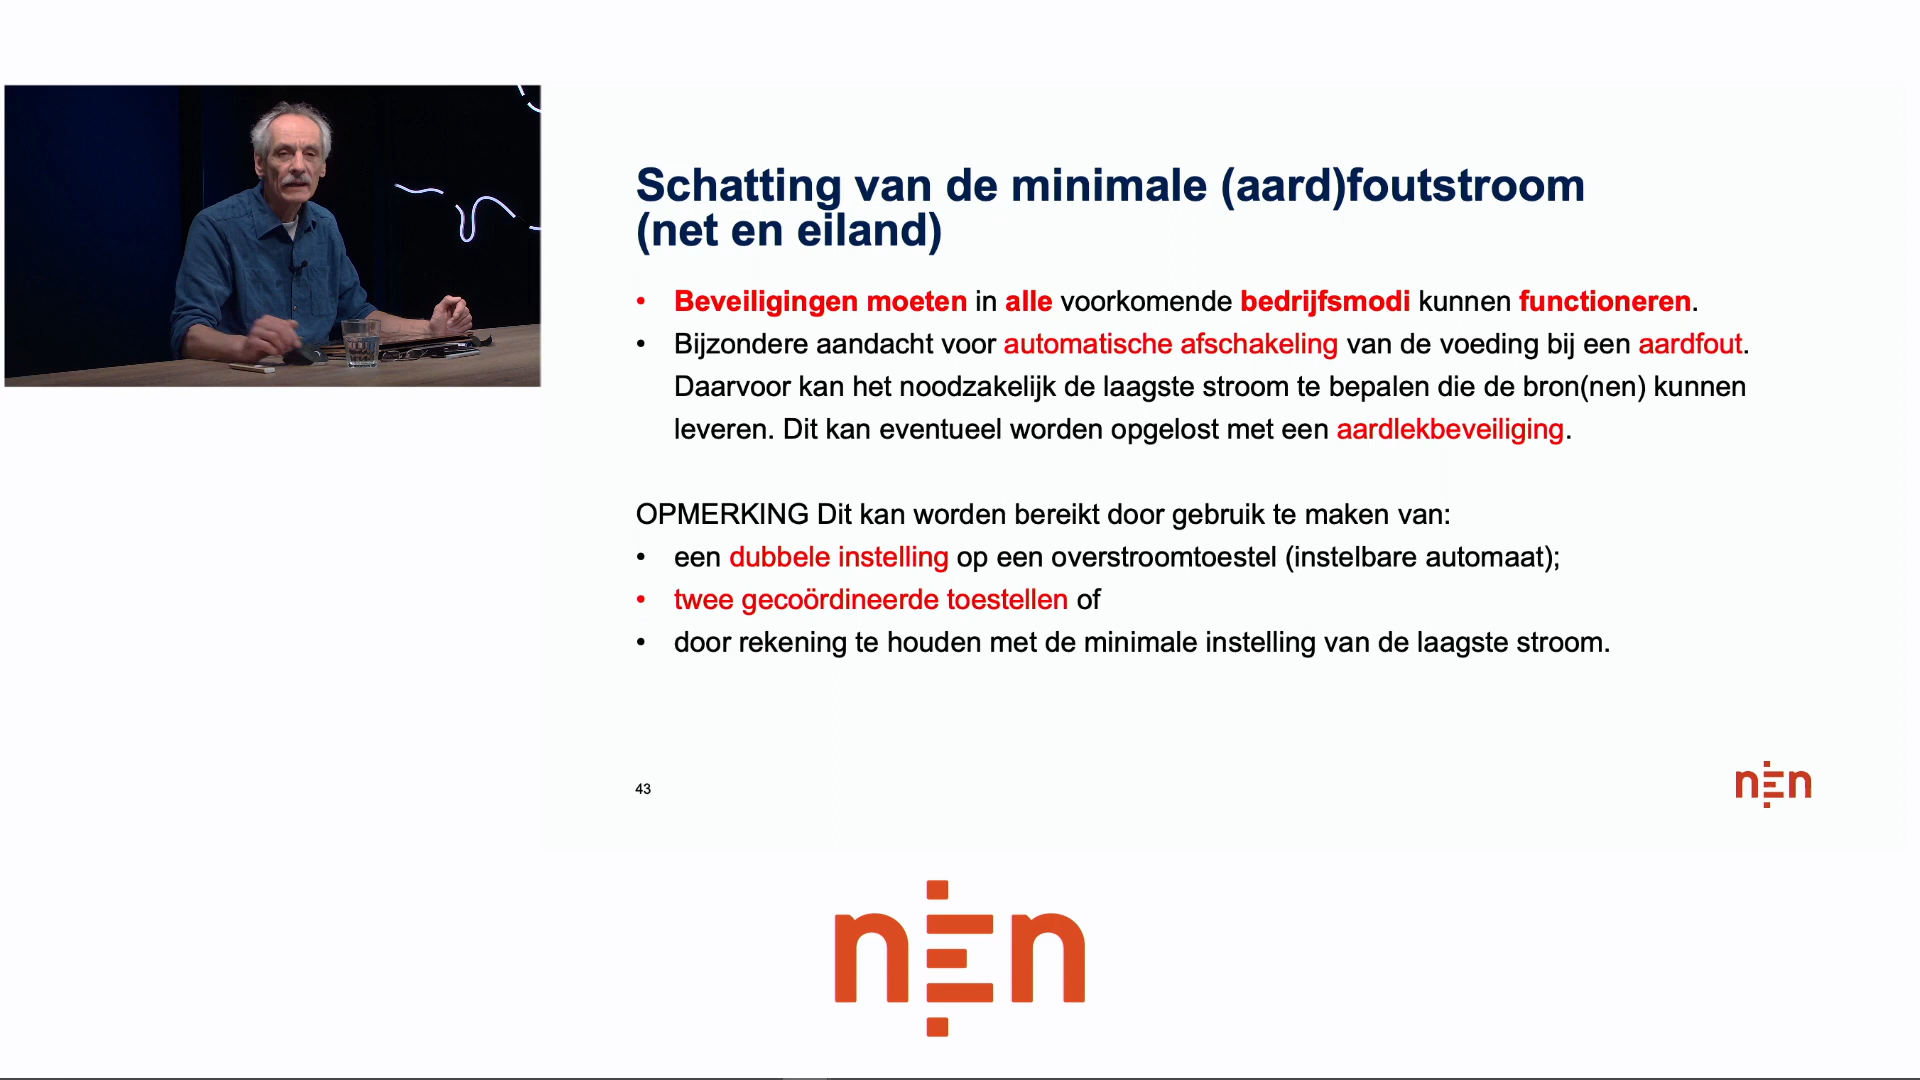 Schatting van de minimale (aard)foutstroom
(net en eiland)
• Beveiligingen moeten in alle voorkomende bedrijfsmodi kunnen functioneren.
• Bijzondere aandacht voor automatische afschakeling van de voeding bij een aardfout.
Daarvoor kan het noodzakelijk de laagste stroom te bepalen die de bron(nen) kunnen
leveren. Dit kan eventueel worden opgelost met een aardlekbeveiliging.
OPMERKING Dit kan worden bereikt door gebruik te maken van:
• een dubbele instelling op een overstroomtoestel (instelbare automaat);
• twee gecoördineerde toestellen of
• door rekening te houden met de minimale instelling van de laagste stroom.
43
nen
nen